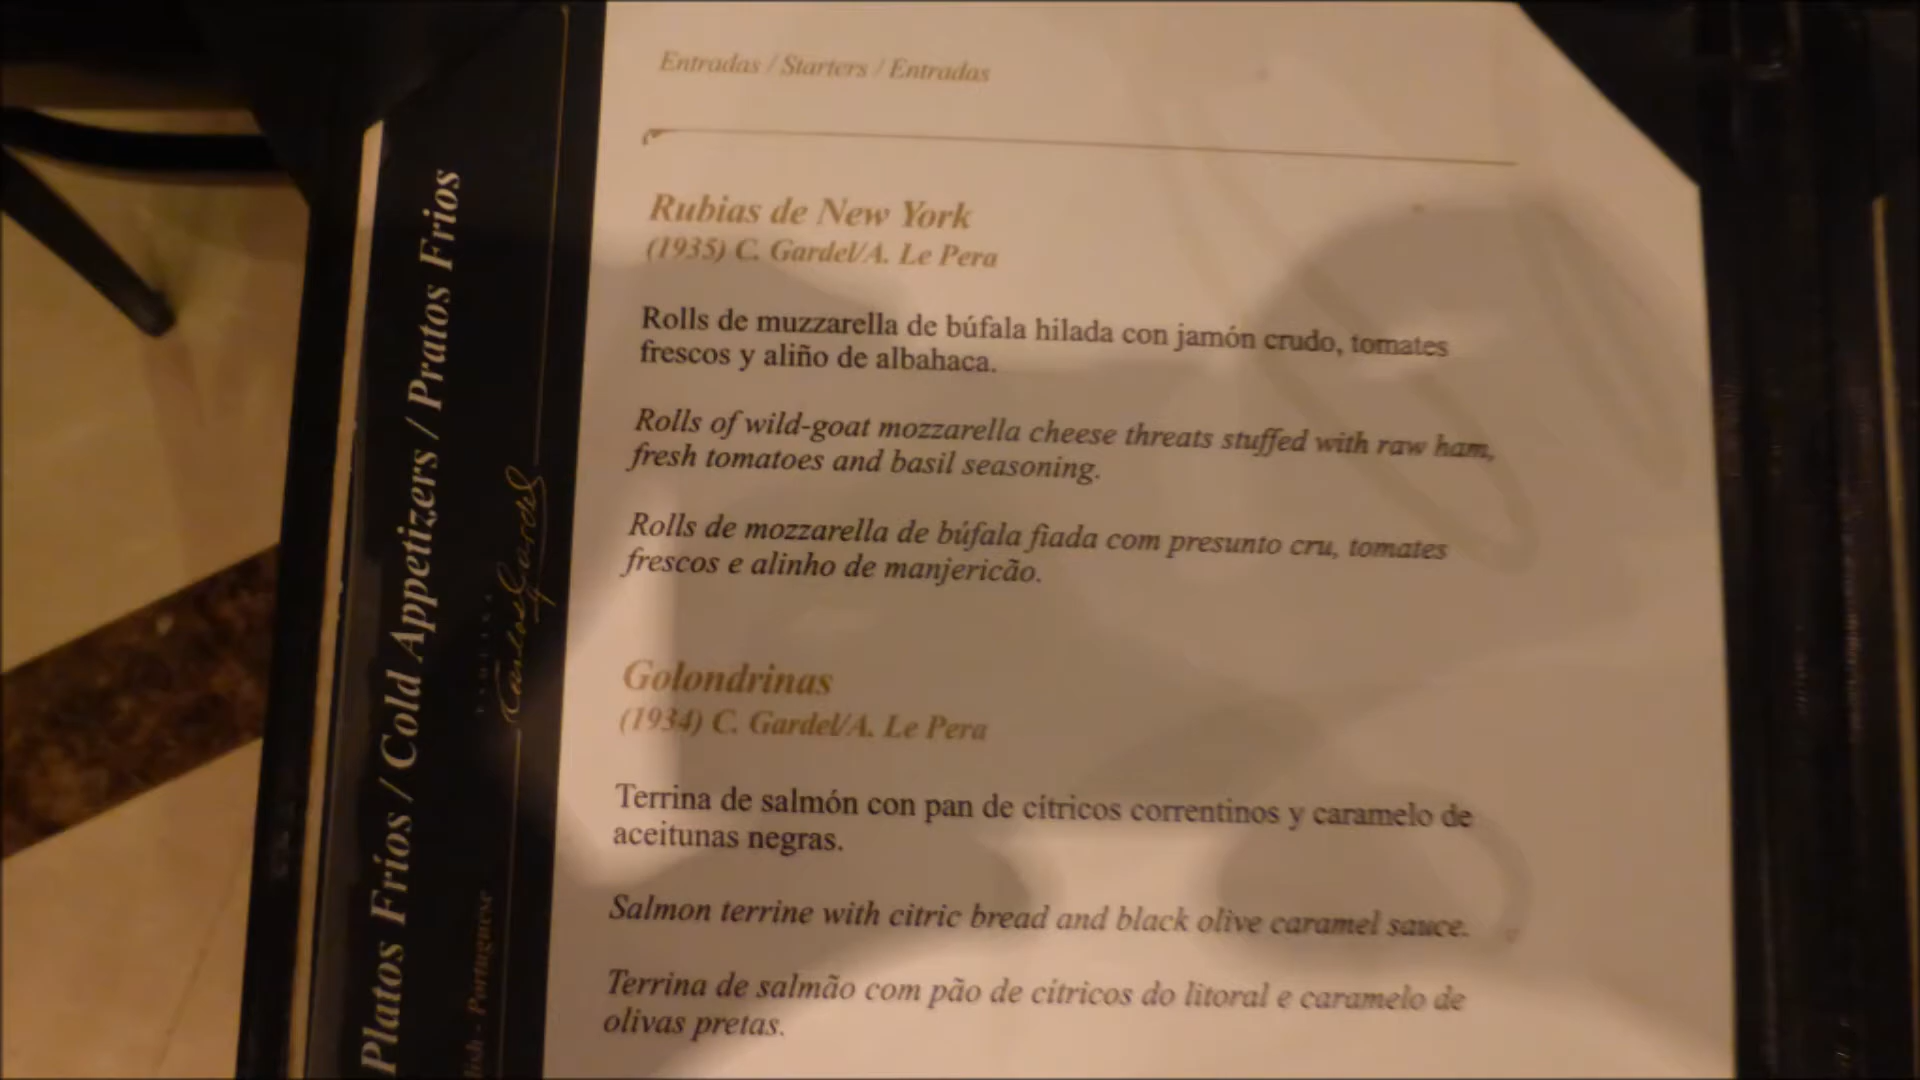 Entradas / Starters / Entradas
Rubias de New York
(1935) C. Gardel/A. Le Pera
Rolls de muzzarella de búfala hilada con jamón crudo, tomates
frescos y aliño de albahaca.
Rolls of wild-goat mozzarella cheese threats stuffed with raw ham,
fresh tomatoes and basil seasoning.
Rolls de mozzarella de búfala fiada com presunto cru, tomates
frescos e alinho de manjericão.
Golondrinas
(1934) C. Gardel/A. Le Pera
Terrina de salmón con pan de cítricos correntinos y caramelo de
aceitunas negras.
Salmon terrine with citric bread and black olive caramel sauce.
Terrina de salmão com pão de cítricos do litoral e caramelo de
olivas pretas.
Platos Fríos / Cold Appetizers / Pratos Frios
Carlos Gardel
Portuguese